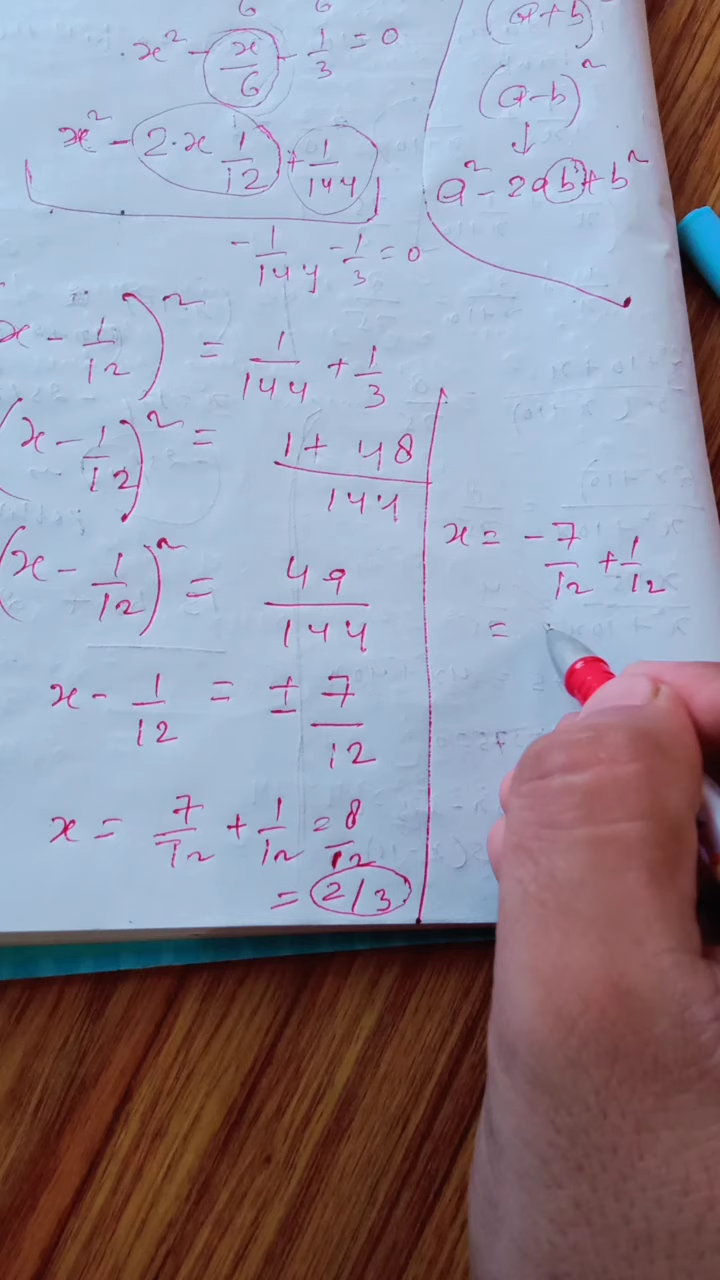 6 6
x² - x/6 - 1/3 = 0
x² - 2·x 1/12 + 1/144
- 1/144 - 1/3 = 0
x - 1/12)² = 1/144 + 1/3
(x - 1/12)² = 1 + 48/144
(x - 1/12)² = 49/144
x - 1/12 = ± 7/12
x = 7/12 + 1/12 = 8/12
= 2/3
(a+b)
(a-b)²
↓
a² - 2ab + b²
x = - 7/12 + 1/12
=